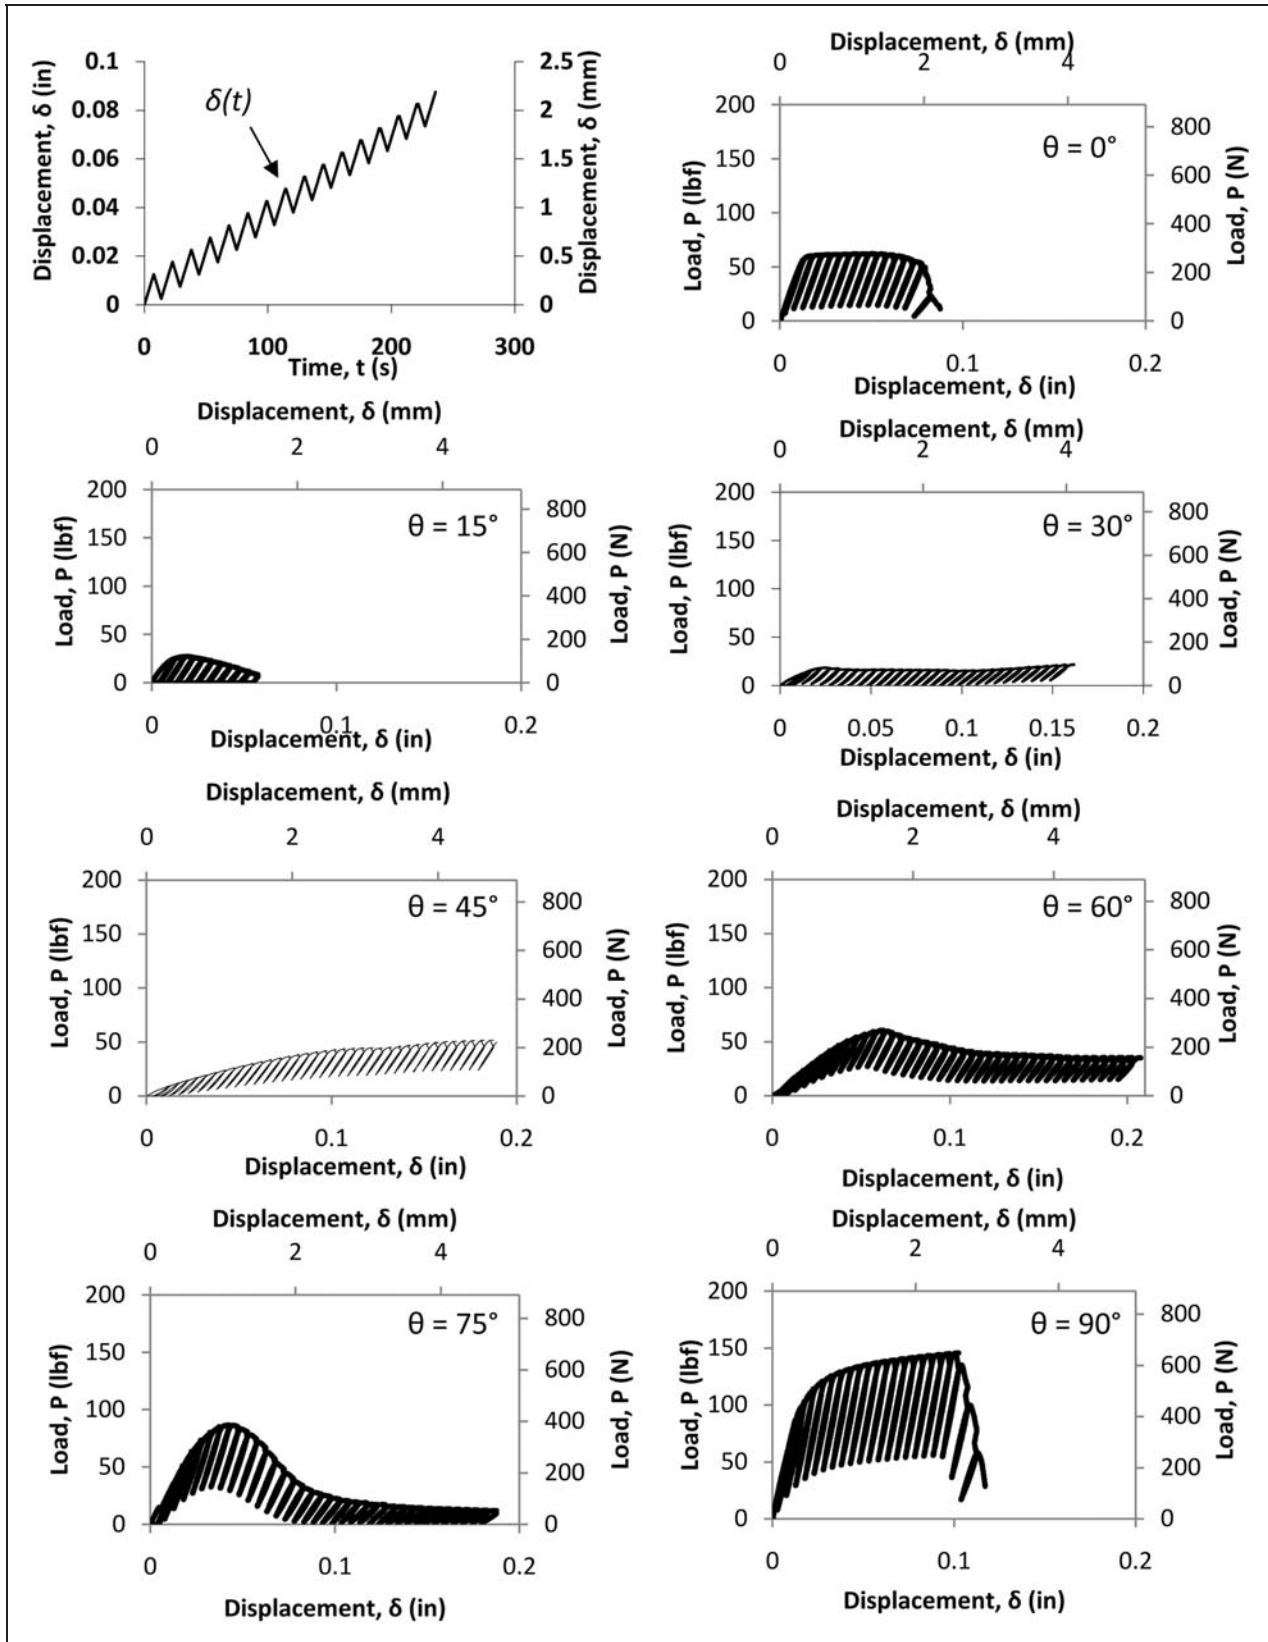 Displacement, δ (in)
0.1
0.08
0.06
0.04
0.02
0
δ(t)
2.5
2
1.5
1
0.5
0
Displacement, δ (mm)
0 100 200 300
Time, t (s)
Displacement, δ (mm)
0 2 4
Load, P (lbf)
200
150
100
50
0
θ = 0°
800
600
400
200
0
Load, P (N)
0 0.1 0.2
Displacement, δ (in)
Displacement, δ (mm)
0 2 4
Load, P (lbf)
200
150
100
50
0
θ = 15°
800
600
400
200
0
Load, P (N)
0 0.1 0.2
Displacement, δ (in)
Displacement, δ (mm)
0 2 4
Load, P (lbf)
200
150
100
50
0
θ = 30°
800
600
400
200
0
Load, P (N)
0 0.05 0.1 0.15 0.2
Displacement, δ (in)
Displacement, δ (mm)
0 2 4
Load, P (lbf)
200
150
100
50
0
θ = 45°
800
600
400
200
0
Load, P (N)
0 0.1 0.2
Displacement, δ (in)
Displacement, δ (mm)
0 2 4
Load, P (lbf)
200
150
100
50
0
θ = 60°
800
600
400
200
0
Load, P (N)
0 0.1 0.2
Displacement, δ (in)
Displacement, δ (mm)
0 2 4
Load, P (lbf)
200
150
100
50
0
θ = 75°
800
600
400
200
0
Load, P (N)
0 0.1 0.2
Displacement, δ (in)
Displacement, δ (mm)
0 2 4
Load, P (lbf)
200
150
100
50
0
θ = 90°
800
600
400
200
0
Load, P (N)
0 0.1 0.2
Displacement, δ (in)